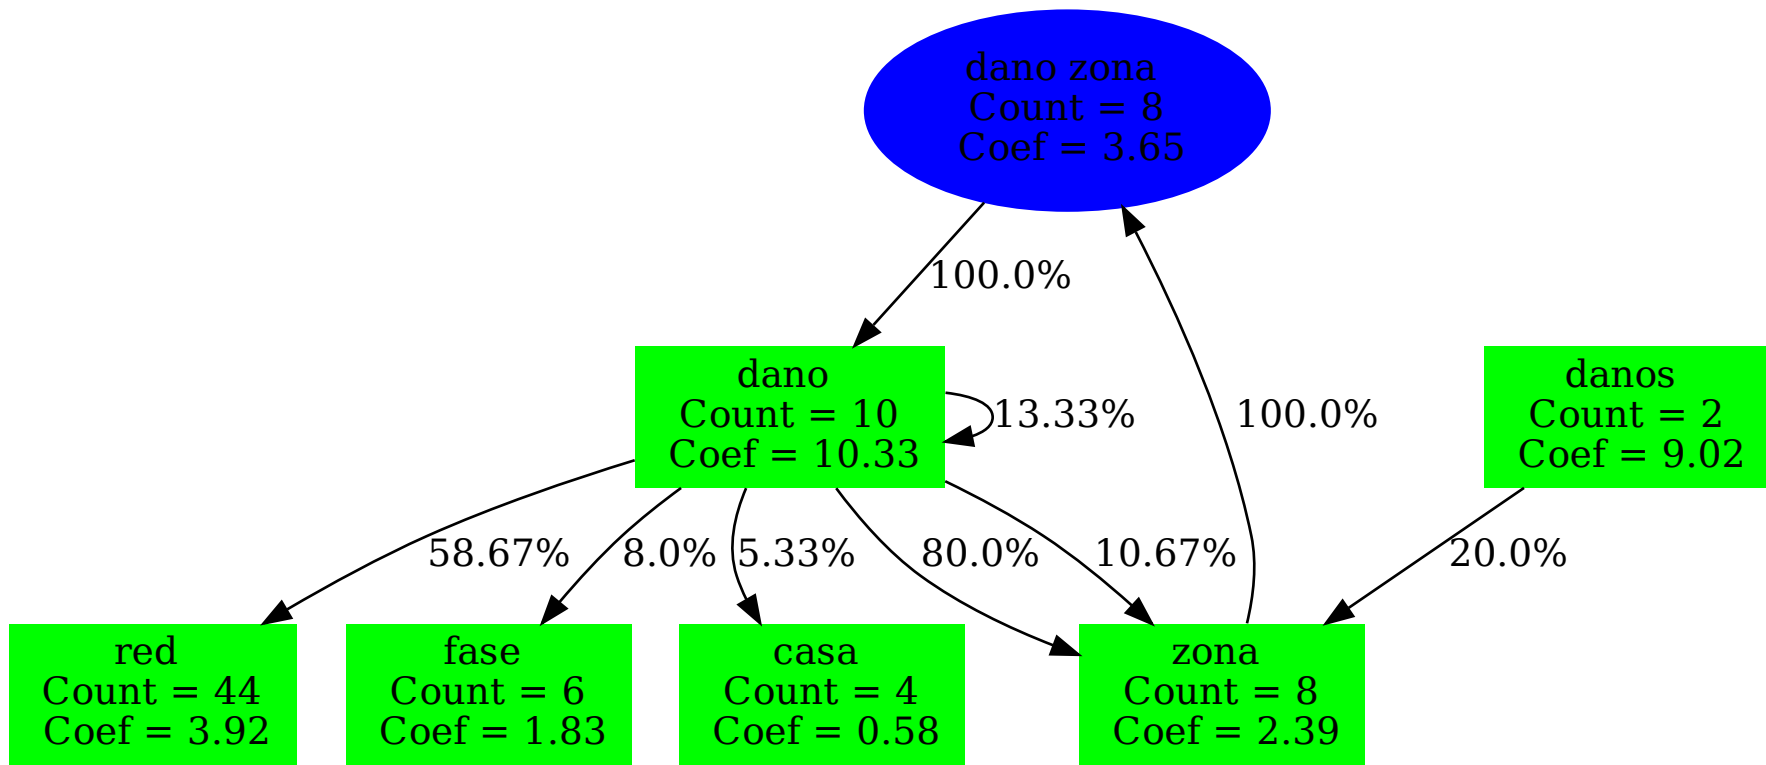 dano zona
Count = 8
Coef = 3.65
100.0%
dano
Count = 10
Coef = 10.33
13.33%
100.0%
danos
Count = 2
Coef = 9.02
58.67%
8.0%
5.33%
80.0%
10.67%
20.0%
red
Count = 44
Coef = 3.92
fase
Count = 6
Coef = 1.83
casa
Count = 4
Coef = 0.58
zona
Count = 8
Coef = 2.39